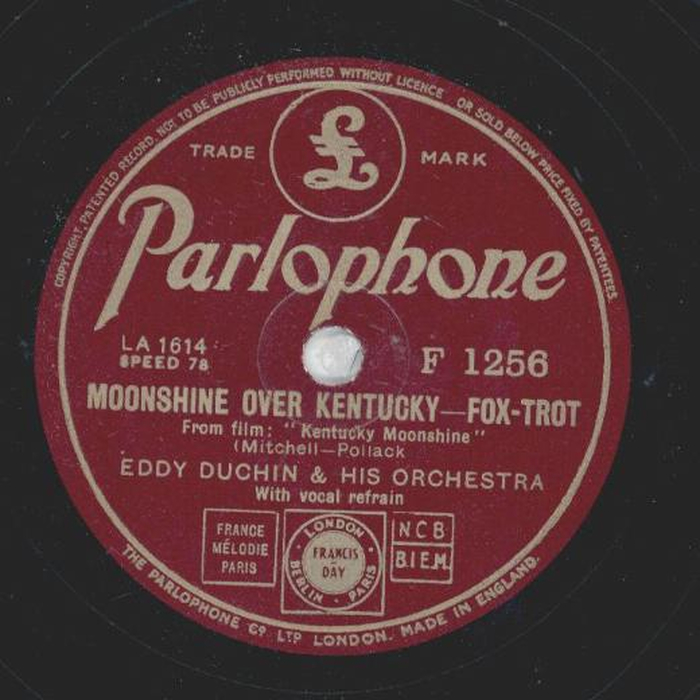 COPYRIGHT, PATENTED RECORD, NOT TO BE PUBLICLY PERFORMED WITHOUT LICENCE OR SOLD BELOW PRICE FIXED BY PATENTEES.
TRADE £ MARK
Parlophone
LA 1614
SPEED 78
F 1256
MOONSHINE OVER KENTUCKY—FOX-TROT
From film: "Kentucky Moonshine"
(Mitchell—Pollack
EDDY DUCHIN & HIS ORCHESTRA
With vocal refrain
FRANCE
MÉLODIE
PARIS
LONDON
FRANCIS
DAY
BERLIN · PARIS
NCB
B.I.E.M.
THE PARLOPHONE Cº LTD LONDON. MADE IN ENGLAND.